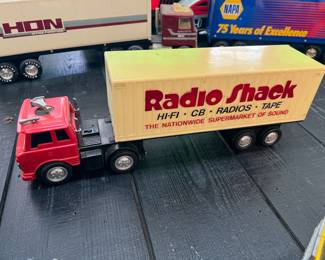 HON
NAPA
75 Years of Excellence
Radio Shack
HI-FI • CB • RADIOS • TAPE
THE NATIONWIDE SUPERMARKET OF SOUND